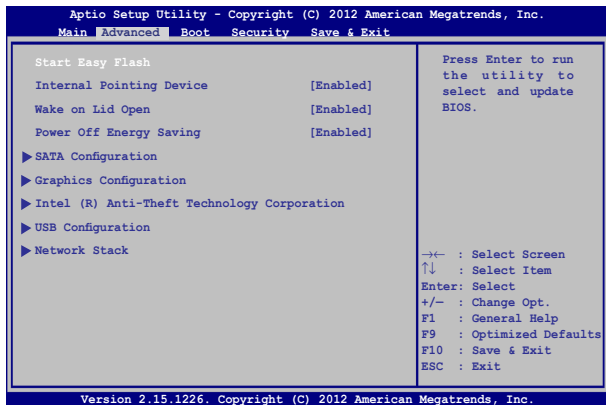 Aptio Setup Utility - Copyright (C) 2012 American Megatrends, Inc.
Main Advanced Boot Security Save & Exit
Start Easy Flash
Internal Pointing Device [Enabled]
Wake on Lid Open [Enabled]
Power Off Energy Saving [Enabled]
SATA Configuration
Graphics Configuration
Intel (R) Anti-Theft Technology Corporation
USB Configuration
Network Stack
Press Enter to run
the utility to
select and update
BIOS.
→← : Select Screen
↑↓ : Select Item
Enter: Select
+/— : Change Opt.
F1 : General Help
F9 : Optimized Defaults
F10 : Save & Exit
ESC : Exit
Version 2.15.1226. Copyright (C) 2012 American Megatrends, Inc.